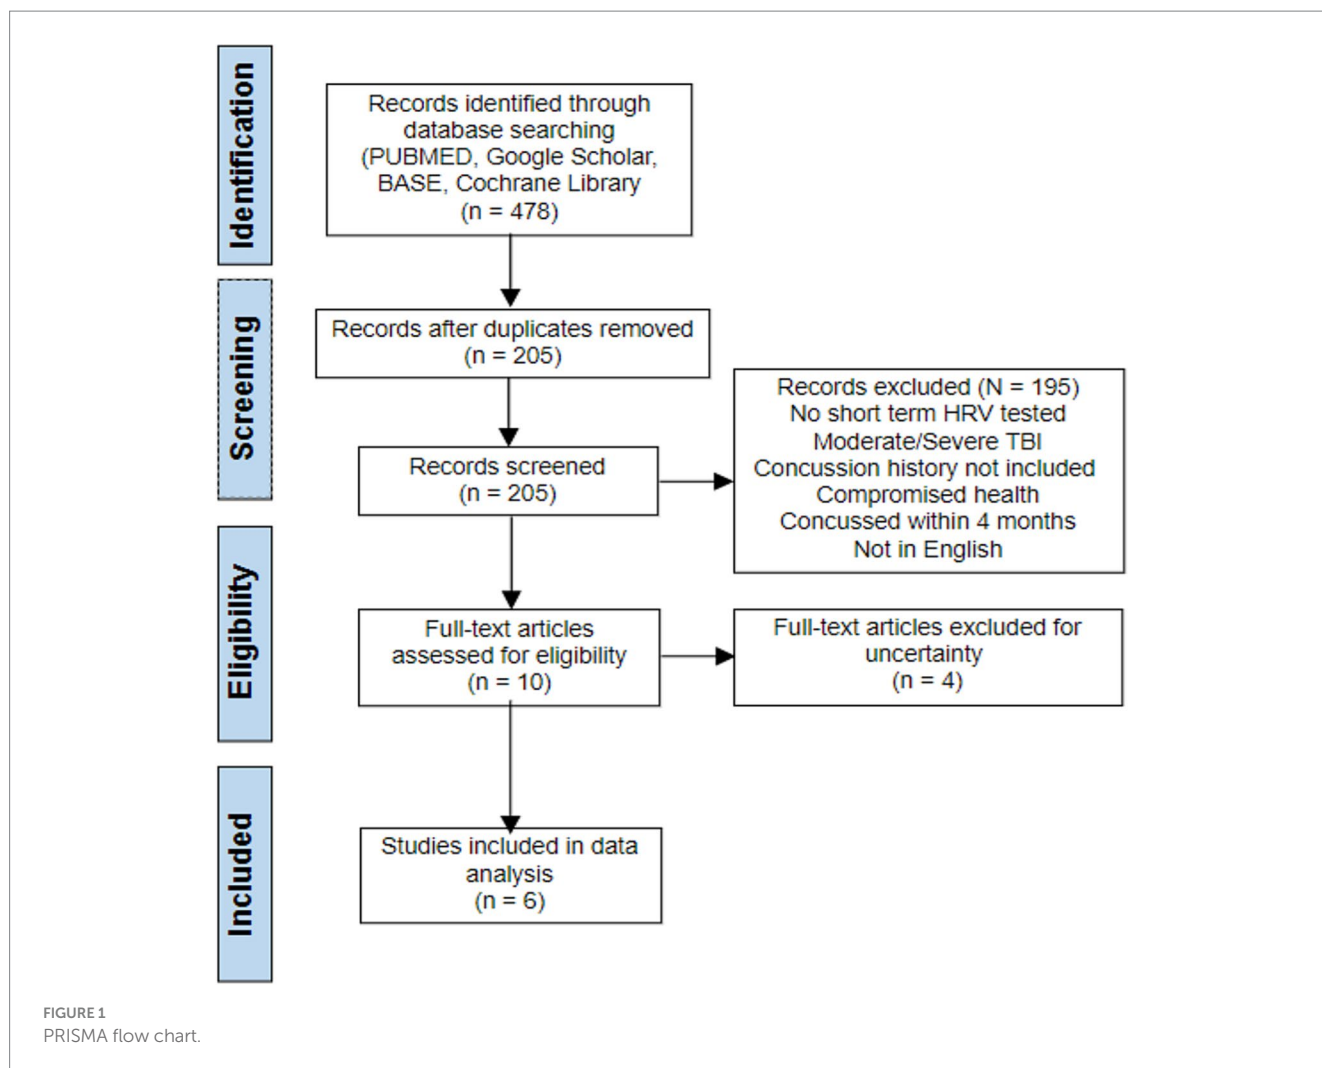 Identification
Records identified through
database searching
(PUBMED, Google Scholar,
BASE, Cochrane Library
(n = 478)
Screening
Records after duplicates removed
(n = 205)
Records screened
(n = 205)
Records excluded (N = 195)
No short term HRV tested
Moderate/Severe TBI
Concussion history not included
Compromised health
Concussed within 4 months
Not in English
Eligibility
Full-text articles
assessed for eligibility
(n = 10)
Full-text articles excluded for
uncertainty
(n = 4)
Included
Studies included in data
analysis
(n = 6)
FIGURE 1
PRISMA flow chart.